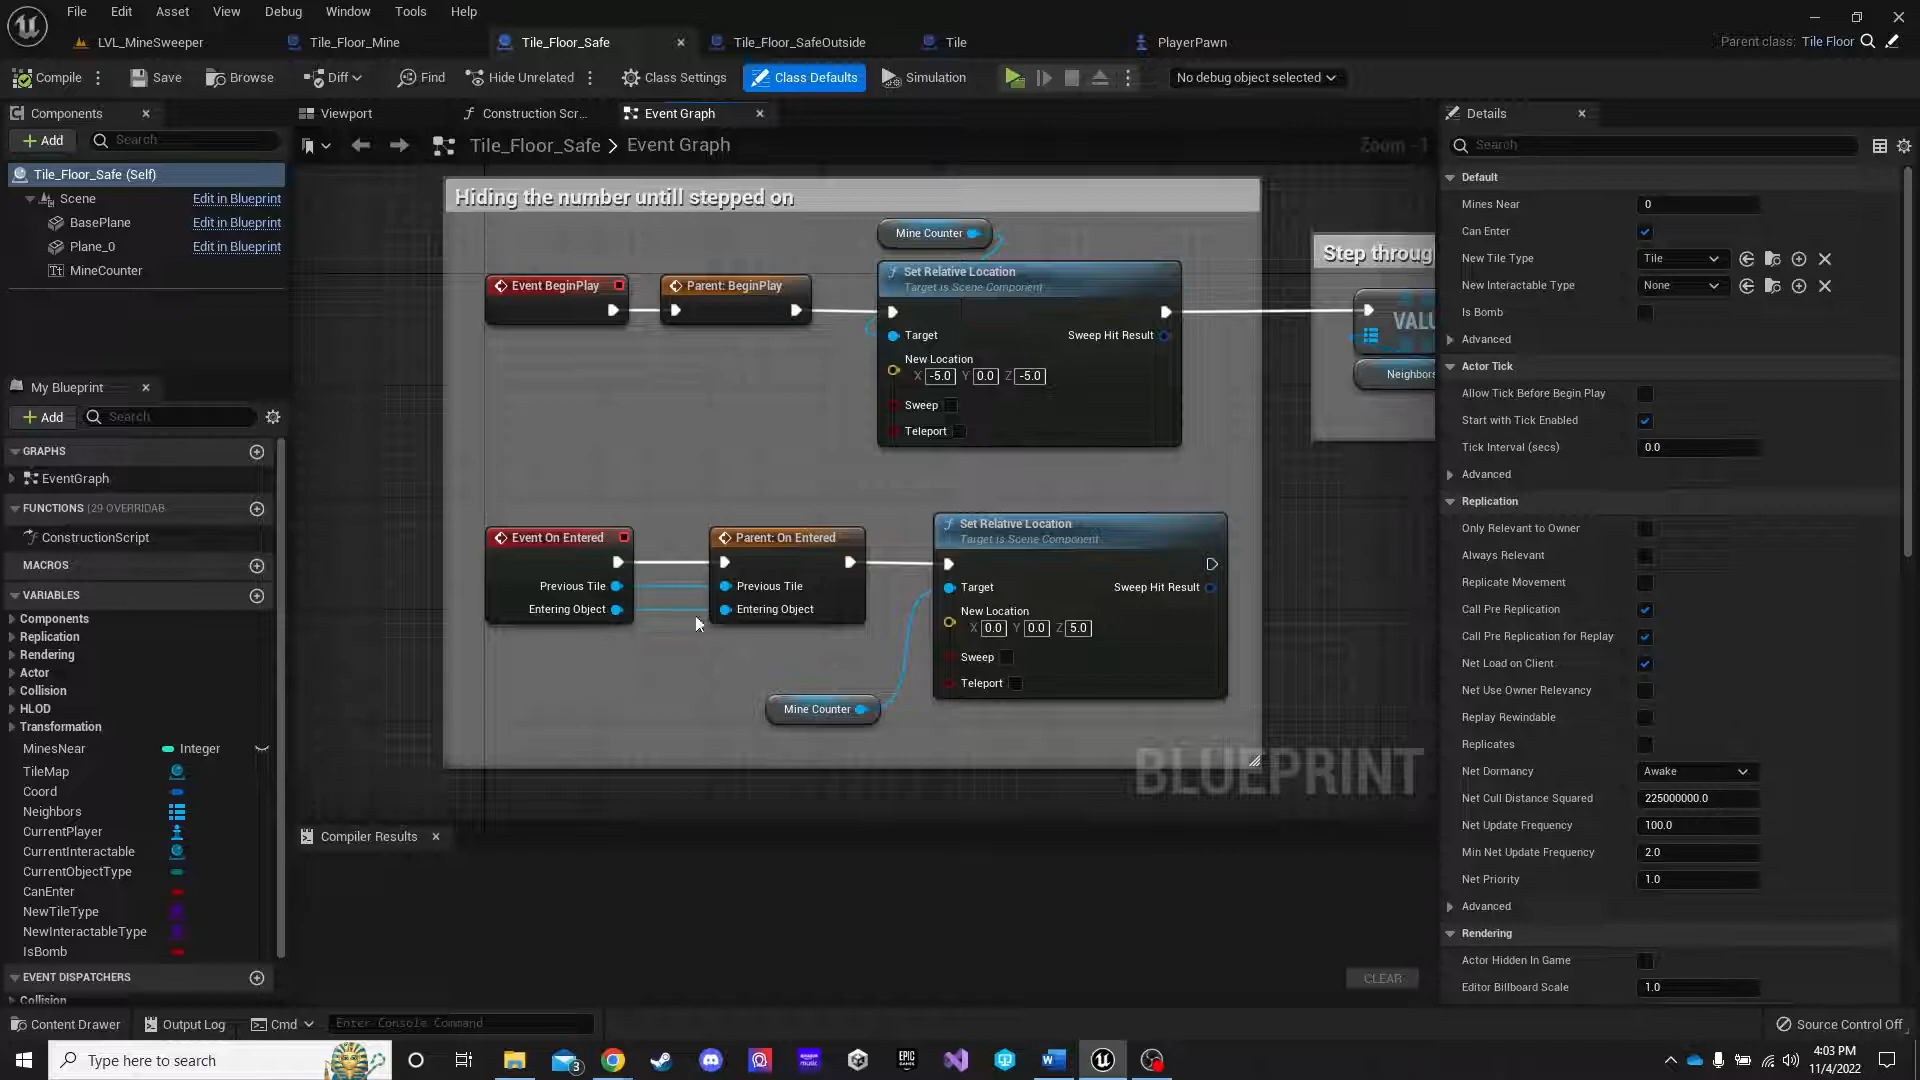 File Edit Asset View Debug Window Tools Help
LVL_MineSweeper Tile_Floor_Mine Tile_Floor_Safe Tile_Floor_SafeOutside Tile PlayerPawn
Parent class: Tile Floor
Compile Save Browse Diff Find Hide Unrelated Class Settings Class Defaults Simulation No debug object selected
Components
Add Search
Tile_Floor_Safe (Self)
Scene Edit in Blueprint
BasePlane Edit in Blueprint
Plane_0 Edit in Blueprint
MineCounter
My Blueprint
Add Search
GRAPHS
EventGraph
FUNCTIONS (29 OVERRIDAB
ConstructionScript
MACROS
VARIABLES
Components
Replication
Rendering
Actor
Collision
HLOD
Transformation
MinesNear Integer
TileMap
Coord
Neighbors
CurrentPlayer
CurrentInteractable
CurrentObjectType
CanEnter
NewTileType
NewInteractableType
IsBomb
EVENT DISPATCHERS
Collision
Viewport Construction Scr... Event Graph
Tile_Floor_Safe > Event Graph
Zoom -1
Hiding the number untill stepped on
Mine Counter
Event BeginPlay
Parent: BeginPlay
Set Relative Location
Target is Scene Component
Target Sweep Hit Result
New Location
X -5.0 Y 0.0 Z -5.0
Sweep
Teleport
Step throug
VALU
Neighbors
Event On Entered
Previous Tile
Entering Object
Parent: On Entered
Previous Tile
Entering Object
Set Relative Location
Target is Scene Component
Target Sweep Hit Result
New Location
X 0.0 Y 0.0 Z 5.0
Sweep
Teleport
Mine Counter
BLUEPRINT
Compiler Results
CLEAR
Details
Search
Default
Mines Near 0
Can Enter
New Tile Type Tile
New Interactable Type None
Is Bomb
Advanced
Actor Tick
Allow Tick Before Begin Play
Start with Tick Enabled
Tick Interval (secs) 0.0
Advanced
Replication
Only Relevant to Owner
Always Relevant
Replicate Movement
Call Pre Replication
Call Pre Replication for Replay
Net Load on Client
Net Use Owner Relevancy
Replay Rewindable
Replicates
Net Dormancy Awake
Net Cull Distance Squared 225000000.0
Net Update Frequency 100.0
Min Net Update Frequency 2.0
Net Priority 1.0
Advanced
Rendering
Actor Hidden In Game
Editor Billboard Scale 1.0
Content Drawer Output Log Cmd Enter Console Command Source Control Off
Type here to search
3
EPIC
4:03 PM
11/4/2022